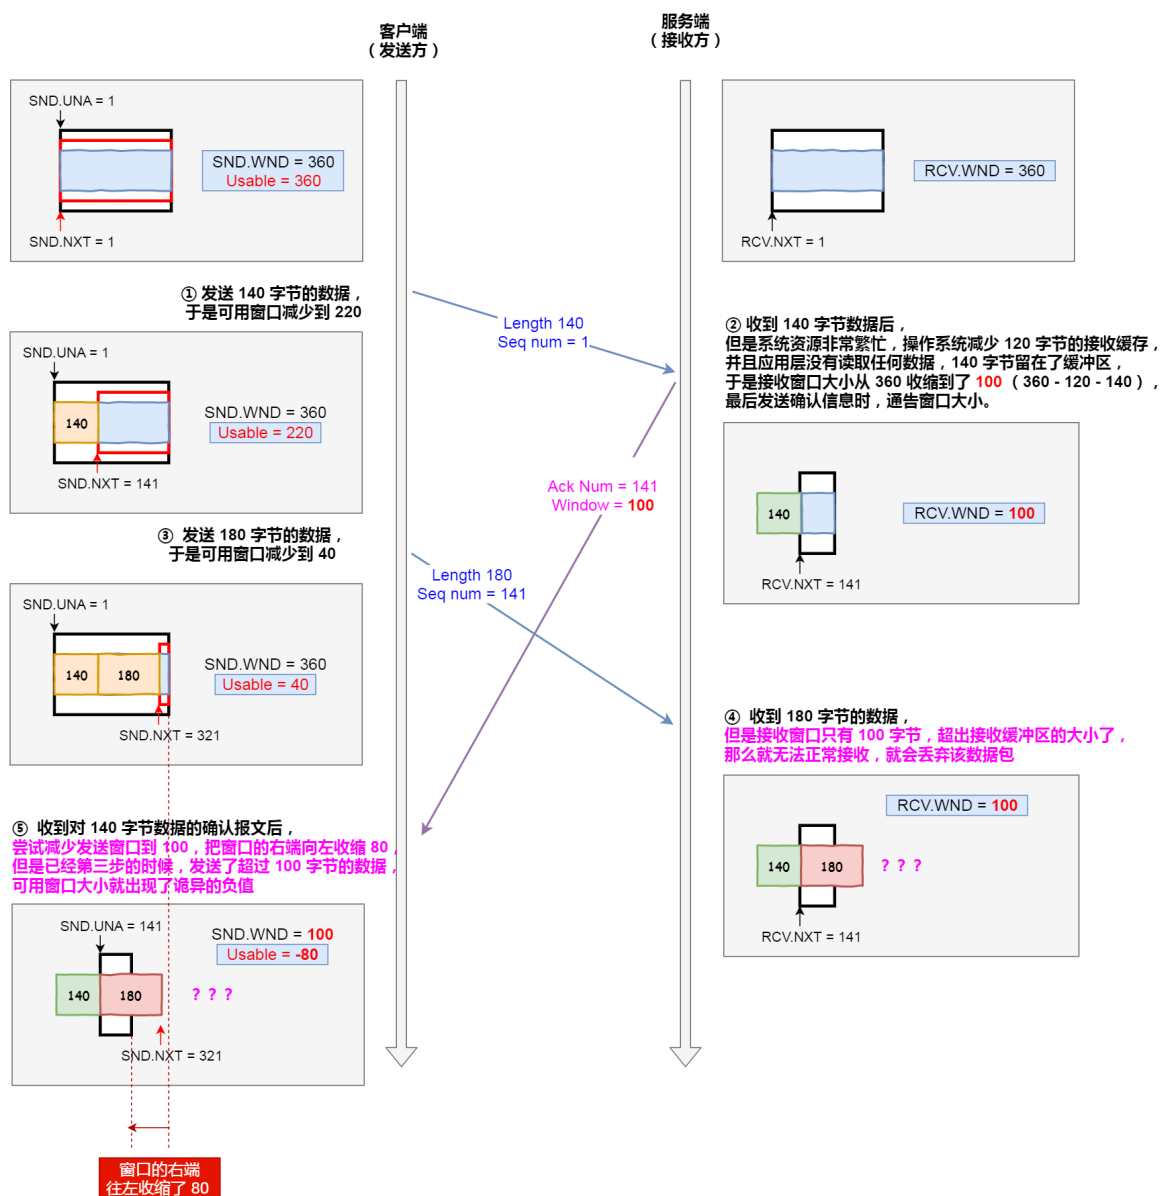 客户端
（发送方）
服务端
（接收方）
SND.UNA = 1
SND.WND = 360
Usable = 360
SND.NXT = 1
RCV.WND = 360
RCV.NXT = 1
① 发送 140 字节的数据，
于是可用窗口减少到 220
Length 140
Seq num = 1
② 收到 140 字节数据后，
但是系统资源非常繁忙，操作系统减少 120 字节的接收缓存，
并且应用层没有读取任何数据，140 字节留在了缓冲区，
于是接收窗口大小从 360 收缩到了 100 （360 - 120 - 140），
最后发送确认信息时，通告窗口大小。
SND.UNA = 1
140
SND.WND = 360
Usable = 220
SND.NXT = 141
Ack Num = 141
Window = 100
140
RCV.WND = 100
RCV.NXT = 141
③ 发送 180 字节的数据，
于是可用窗口减少到 40
Length 180
Seq num = 141
SND.UNA = 1
140
180
SND.WND = 360
Usable = 40
SND.NXT = 321
④ 收到 180 字节的数据，
但是接收窗口只有 100 字节，超出接收缓冲区的大小了，
那么就无法正常接收，就会丢弃该数据包
RCV.WND = 100
140
180
？？？
RCV.NXT = 141
⑤ 收到对 140 字节数据的确认报文后，
尝试减少发送窗口到 100，把窗口的右端向左收缩 80，
但是已经第三步的时候，发送了超过 100 字节的数据，
可用窗口大小就出现了诡异的负值
SND.UNA = 141
SND.WND = 100
Usable = -80
140
180
？？？
SND.NXT = 321
窗口的右端
往左收缩了 80